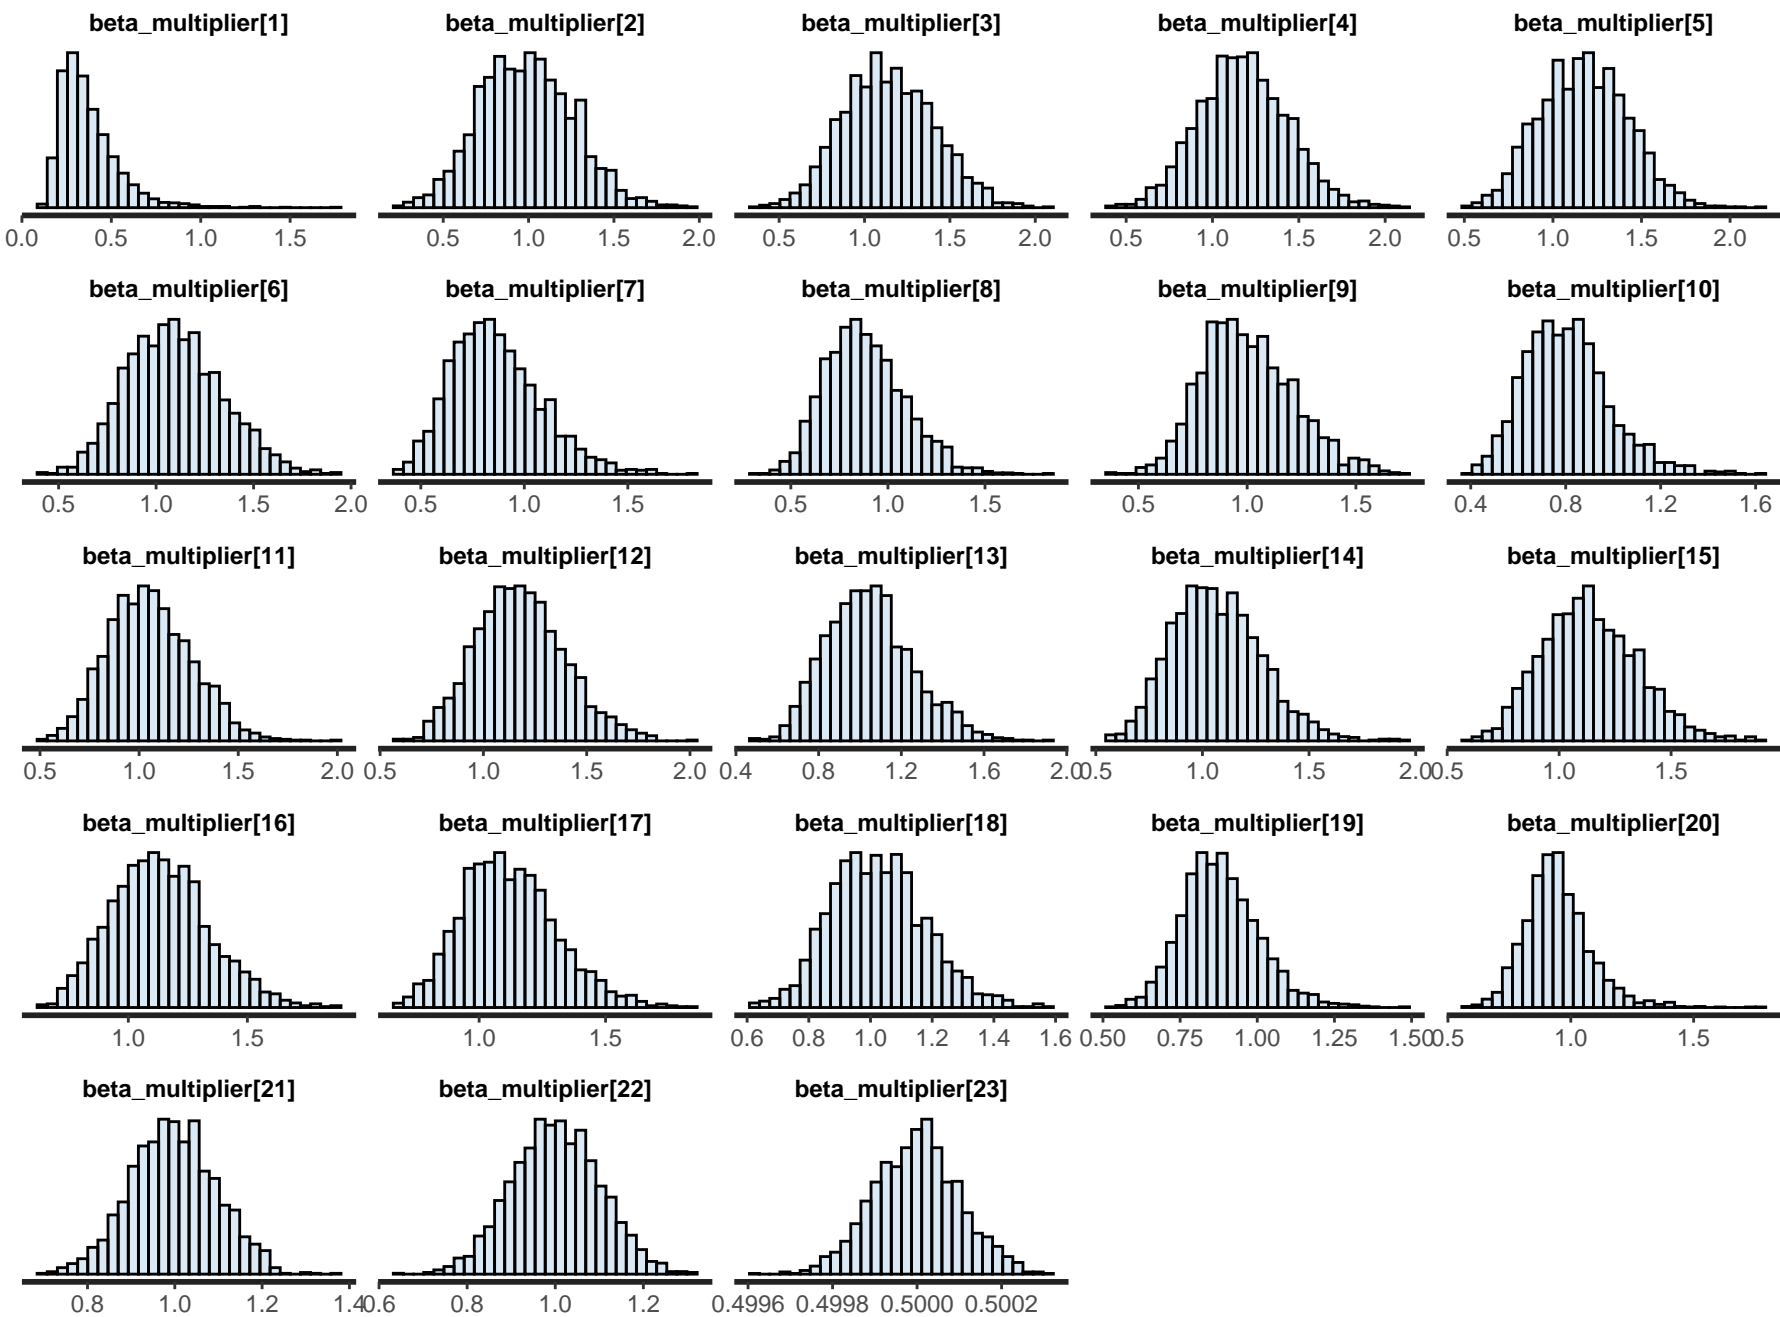 beta_multiplier[1] beta_multiplier[2] beta_multiplier[3] beta_multiplier[4] beta_multiplier[5]
0.0 0.5 1.0 1.5 0.5 1.0 1.5 2.0 0.5 1.0 1.5 2.0 0.5 1.0 1.5 2.0 0.5 1.0 1.5 2.0
beta_multiplier[6] beta_multiplier[7] beta_multiplier[8] beta_multiplier[9] beta_multiplier[10]
0.5 1.0 1.5 2.0 0.5 1.0 1.5 0.5 1.0 1.5 0.5 1.0 1.5 0.4 0.8 1.2 1.6
beta_multiplier[11] beta_multiplier[12] beta_multiplier[13] beta_multiplier[14] beta_multiplier[15]
0.5 1.0 1.5 2.0 0.5 1.0 1.5 2.0 0.4 0.8 1.2 1.6 2.0 0.5 1.0 1.5 2.0 0.5 1.0 1.5
beta_multiplier[16] beta_multiplier[17] beta_multiplier[18] beta_multiplier[19] beta_multiplier[20]
1.0 1.5 1.0 1.5 0.6 0.8 1.0 1.2 1.4 1.6 0.50 0.75 1.00 1.25 1.50 0.5 1.0 1.5
beta_multiplier[21] beta_multiplier[22] beta_multiplier[23]
0.8 1.0 1.2 1.4 0.6 0.8 1.0 1.2 0.4996 0.4998 0.5000 0.5002